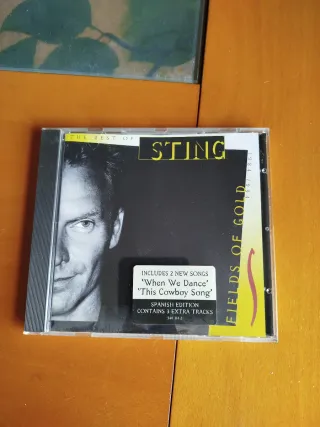 THE BEST OF
STING
FIELDS OF GOLD
INCLUDES 2 NEW SONGS
'When We Dance'
'This Cowboy Song'
SPANISH EDITION
CONTAINS 3 EXTRA TRACKS